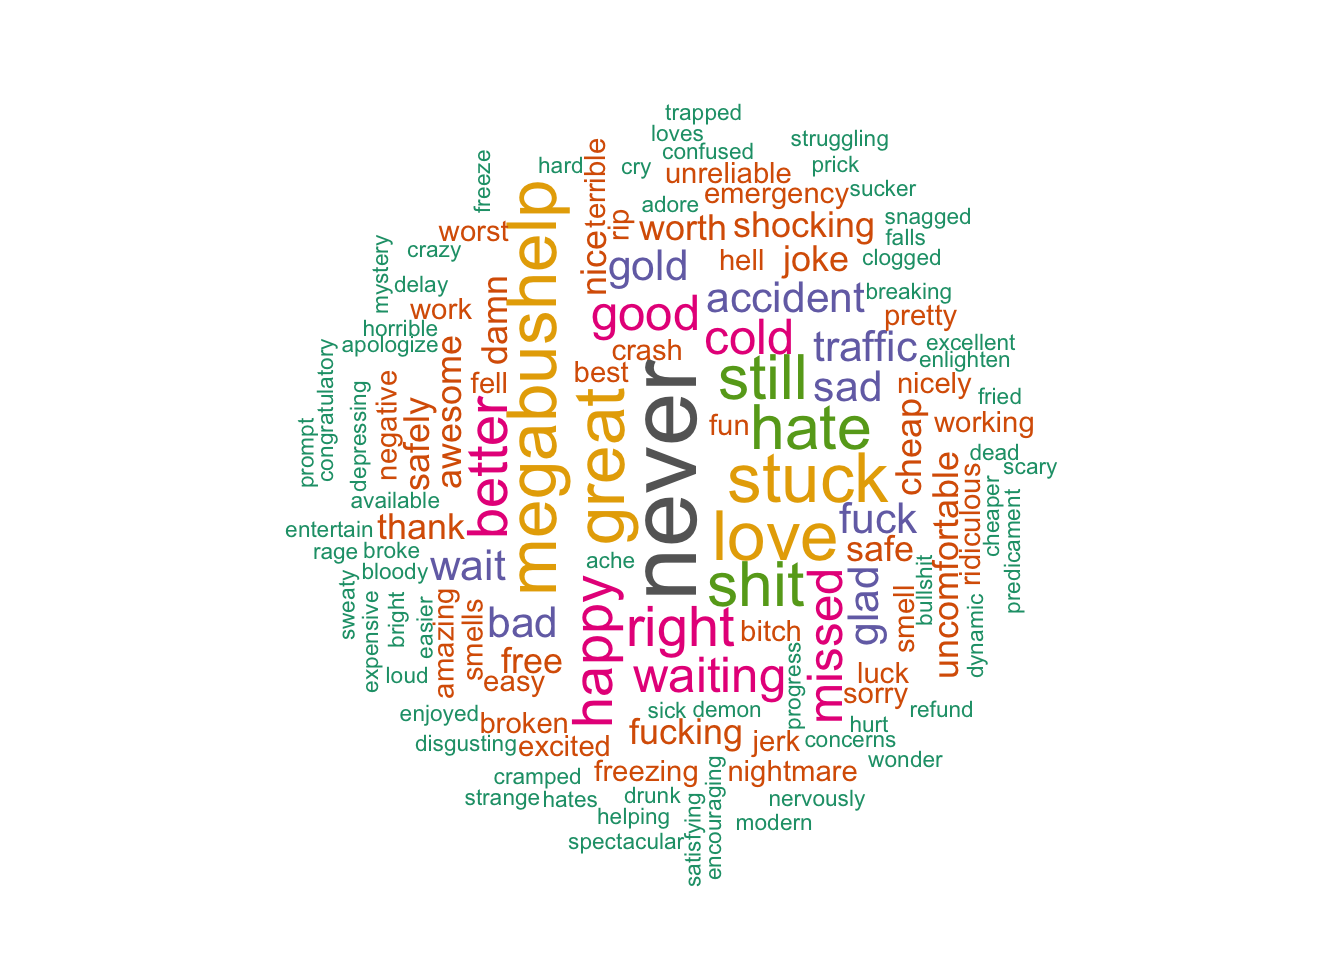 trapped
loves
struggling
confused
hard
cry
prick
unreliable
freeze
terrible
emergency
sucker
adore
rip
worth
shocking
snagged
worst
nice
falls
crazy
gold
hell
joke
clogged
mystery
delay
megabushelp
accident
breaking
work
damn
good
pretty
horrible
cold
traffic
excellent
apologize
crash
enlighten
congratulatory
awesome
fell
best
still
sad
nicely
fried
depressing
negative
safely
better
great
never
fun
hate
cheap
working
prompt
dead
scary
available
stuck
uncomfortable
ridiculous
cheaper
predicament
entertain
thank
fuck
rage
broke
wait
ache
love
safe
bloody
shit
bullshit
sweaty
expensive
bright
easier
amazing
smells
bad
happy
right
bitch
missed
glad
smell
dynamic
free
waiting
progress
luck
loud
easy
sorry
enjoyed
sick
demon
refund
broken
fucking
hurt
disgusting
excited
jerk
concerns
wonder
cramped
freezing
nightmare
strange
hates
drunk
nervously
helping
satisfying
encouraging
modern
spectacular